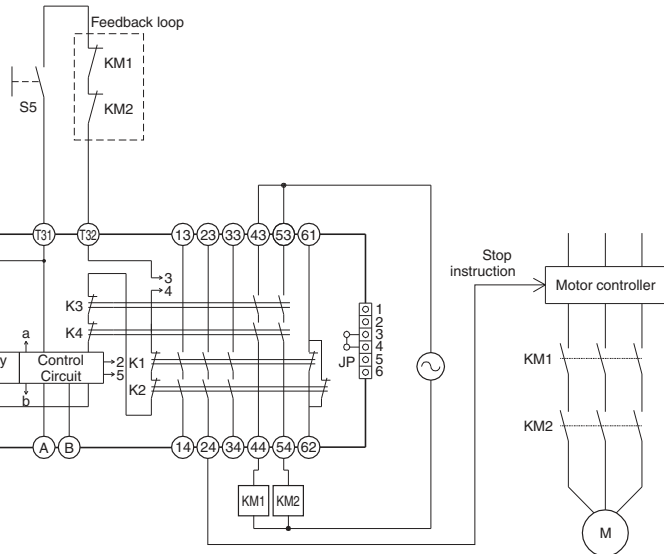 Feedback loop
KM1
KM2
S5
T31 T32 13 23 33 43 53 61
3
4
Stop
instruction
Motor controller
K3
K4
1
2
3
4
5
6
JP
a
y
Control
Circuit
2
5
K1
K2
b
KM1
KM2
A B 14 24 34 44 54 62
KM1 KM2
M